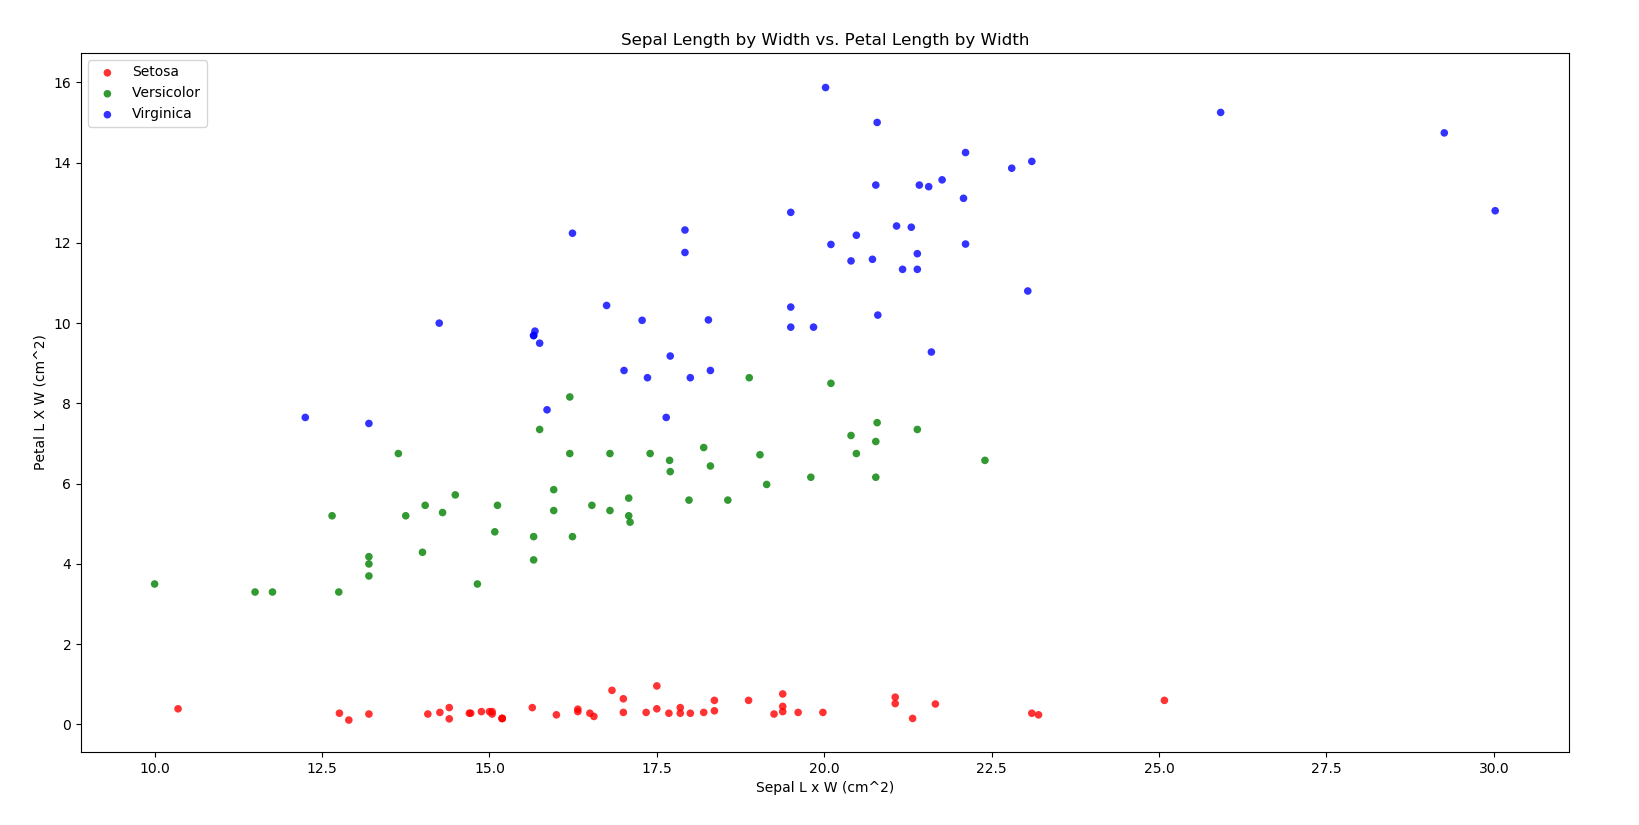 Sepal Length by Width vs. Petal Length by Width
Setosa
Versicolor
Virginica
16
14
12
10
8
6
4
2
0
Petal L X W (cm^2)
10.0 12.5 15.0 17.5 20.0 22.5 25.0 27.5 30.0
Sepal L x W (cm^2)